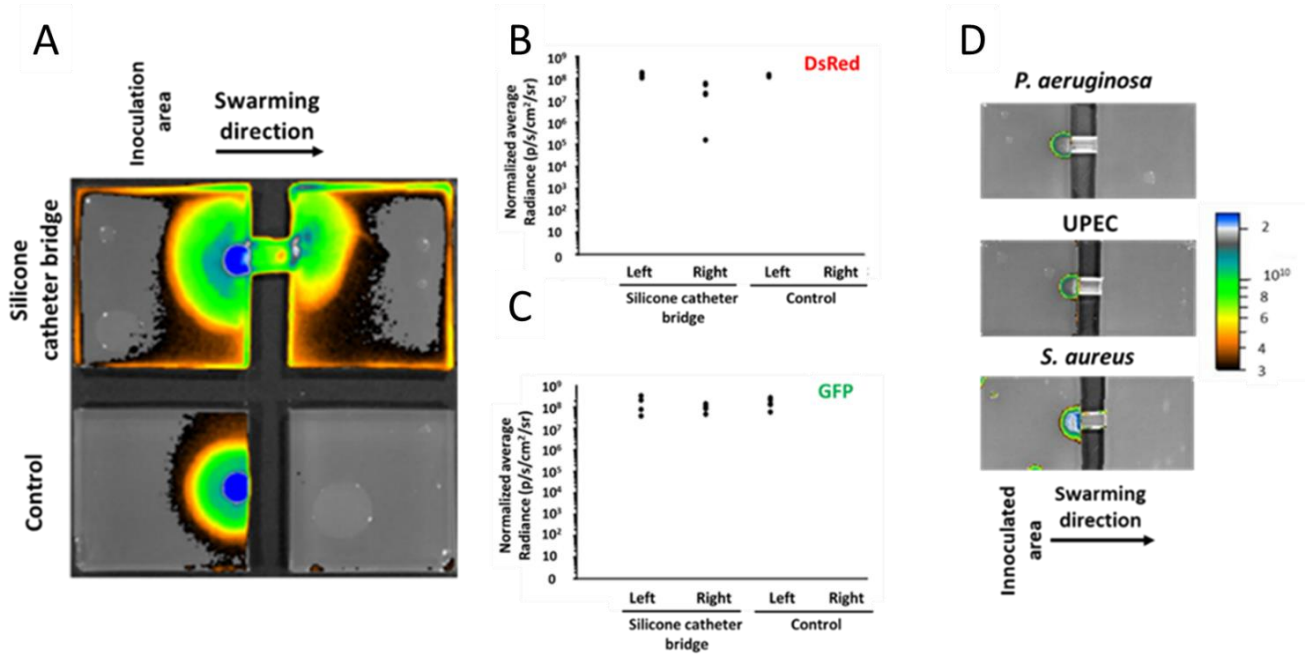 A
Inoculation
area
Swarming
direction
Silicone
catheter bridge
Control
B
DsRed
Normalized average
Radiance (p/s/cm²/sr)
10⁹
10⁸
10⁷
10⁶
10⁵
10⁴
10³
10²
10
0
Left Right Left Right
Silicone catheter
bridge
Control
C
GFP
Normalized average
Radiance (p/s/cm²/sr)
10⁹
10⁸
10⁷
10⁶
10⁵
10⁴
10³
10²
10
0
Left Right Left Right
Silicone catheter
bridge
Control
D
P. aeruginosa
UPEC
S. aureus
Innoculated
area
Swarming
direction
2
10¹⁰
8
6
4
3